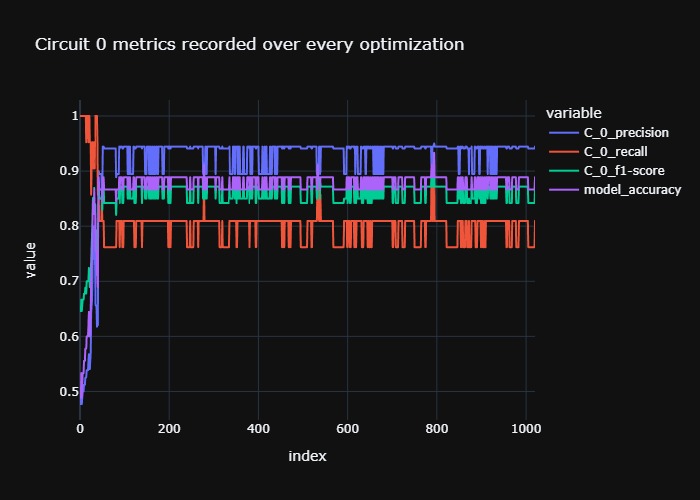 Circuit 0 metrics recorded over every optimization
variable
C_0_precision
C_0_recall
C_0_f1-score
model_accuracy
value
1
0.9
0.8
0.7
0.6
0.5
0 200 400 600 800 1000
index